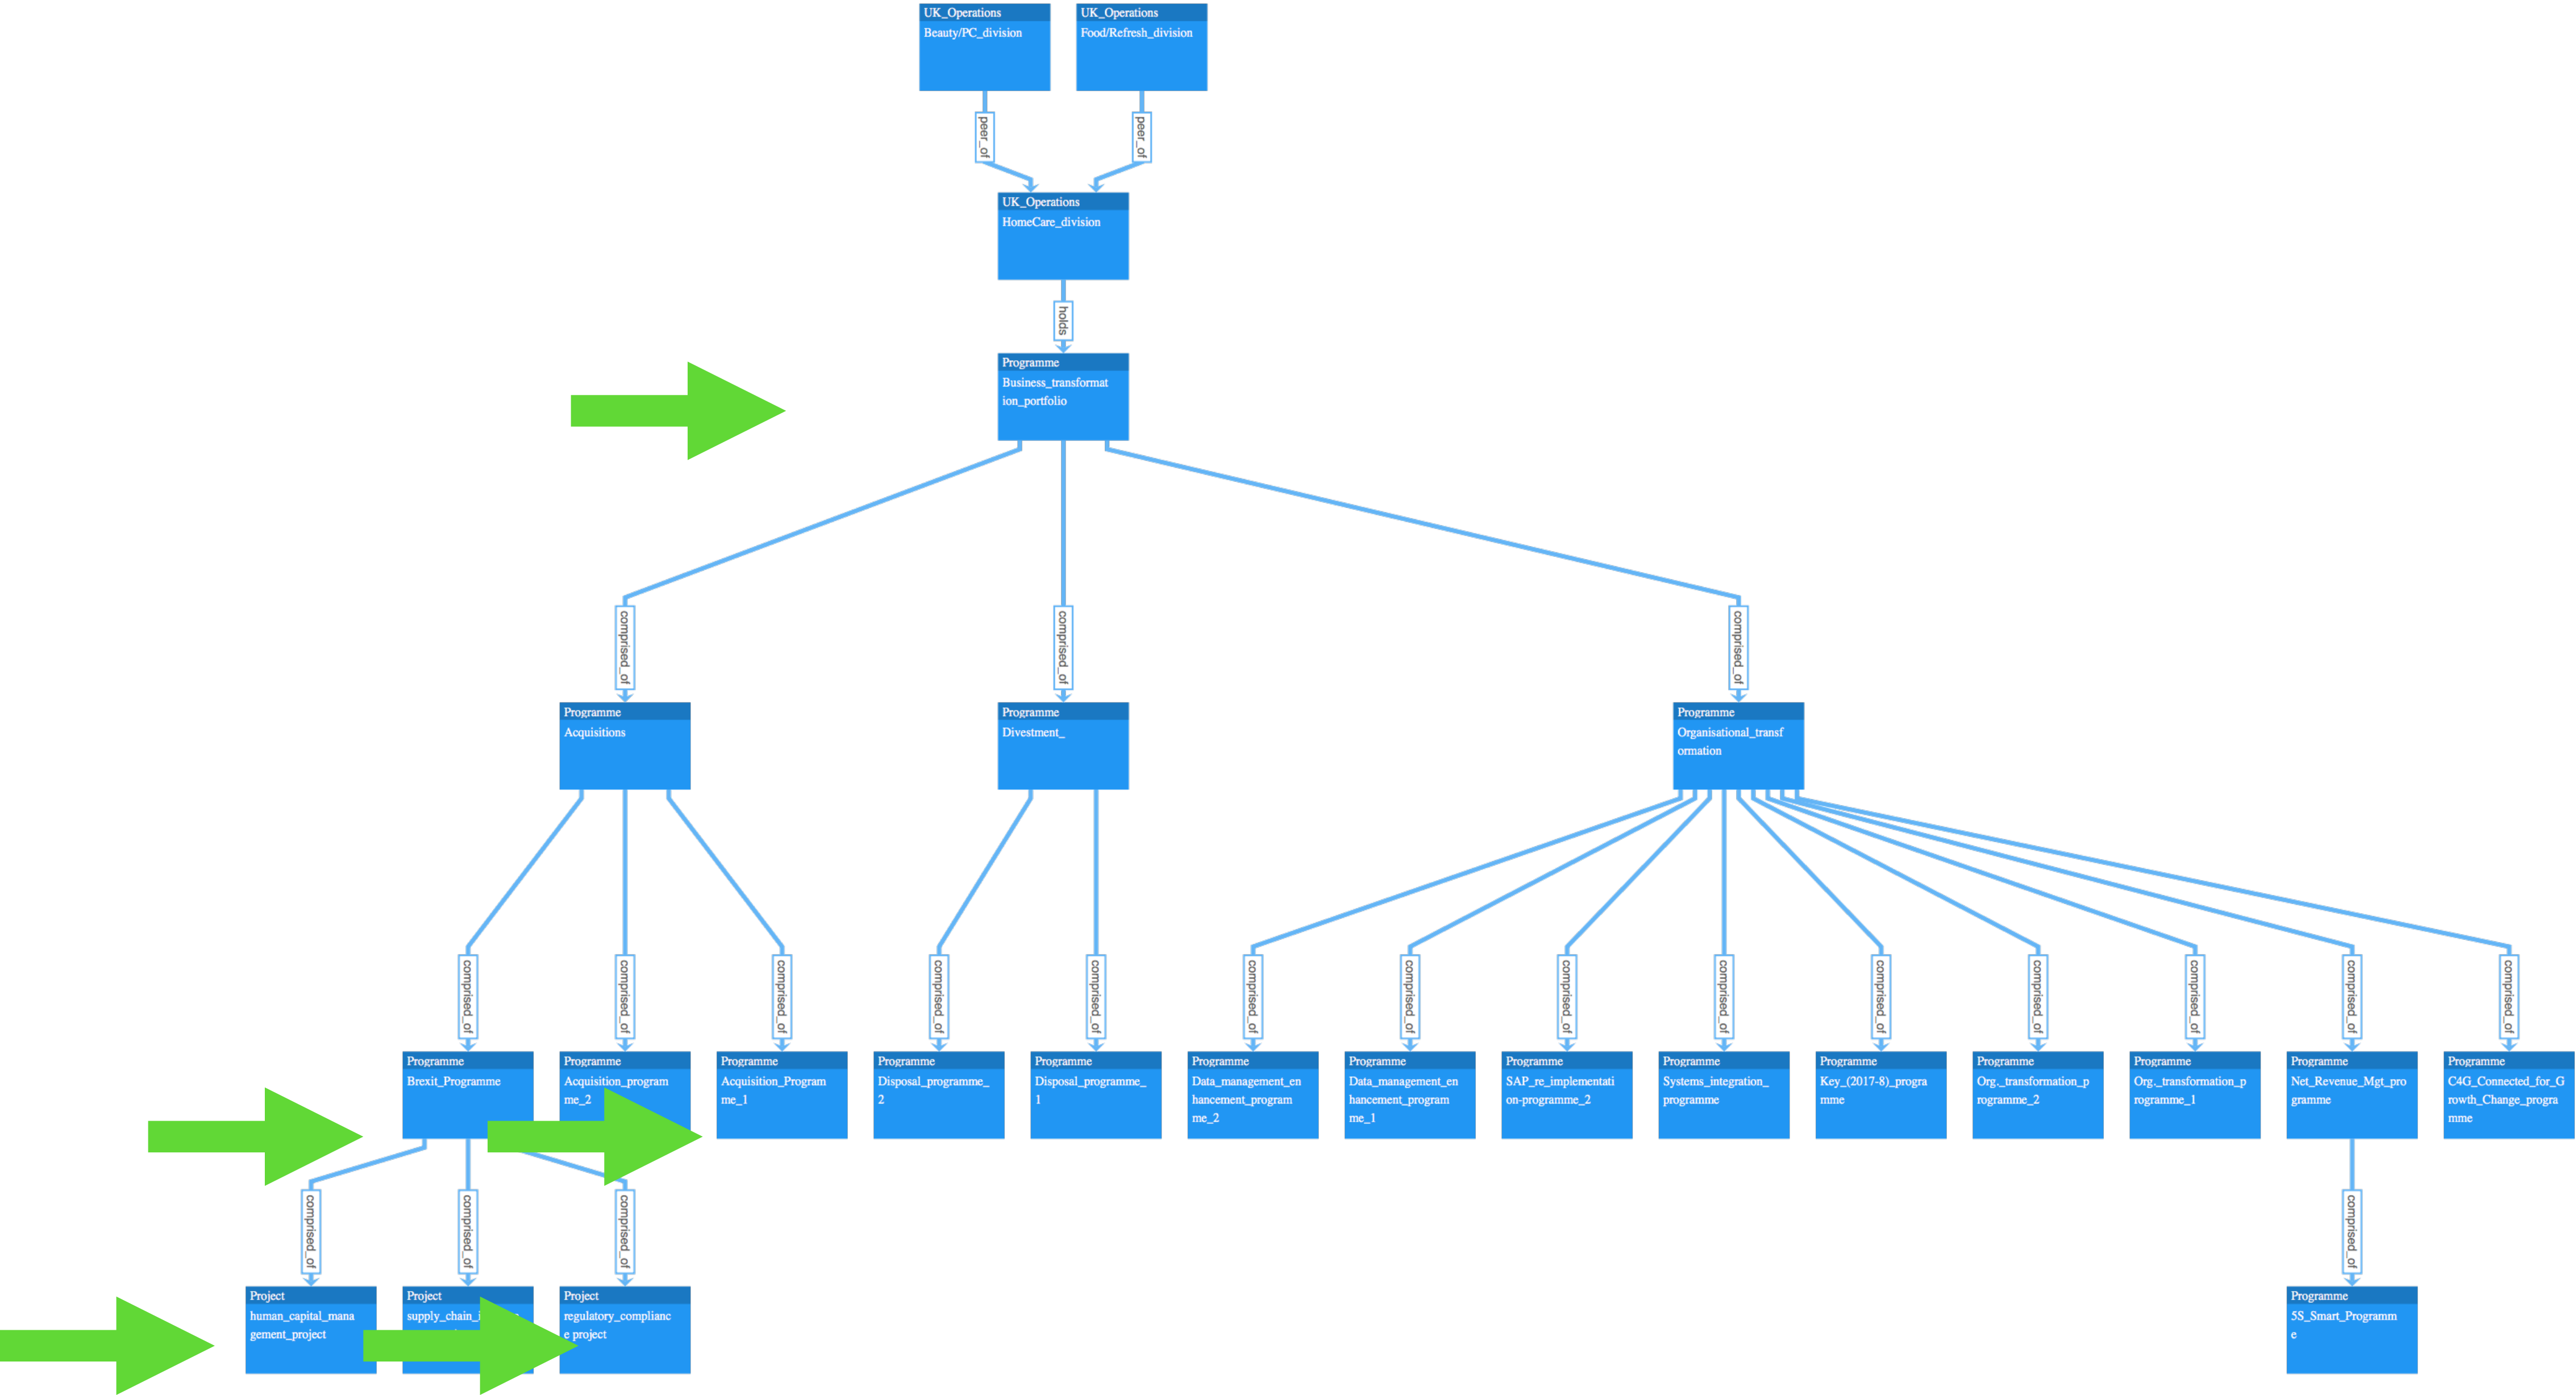 UK_Operations
Beauty/PC_division
UK_Operations
Food/Refresh_division
peer_of
peer_of
UK_Operations
HomeCare_division
holds
Programme
Business_transformat
ion_portfolio
comprised_of
comprised_of
comprised_of
Programme
Acquisitions
Programme
Divestment_
Programme
Organisational_transf
ormation
comprised_of
comprised_of
comprised_of
comprised_of
comprised_of
comprised_of
comprised_of
comprised_of
comprised_of
comprised_of
comprised_of
comprised_of
comprised_of
comprised_of
Programme
Brexit_Programme
Programme
Acquisition_program
me_2
Programme
Acquisition_Program
me_1
Programme
Disposal_programme_
2
Programme
Disposal_programme_
1
Programme
Data_management_en
hancement_program
me_2
Programme
Data_management_en
hancement_program
me_1
Programme
SAP_re_implementati
on-programme_2
Programme
Systems_integration_
programme
Programme
Key_(2017-8)_progra
mme
Programme
Org._transformation_p
rogramme_2
Programme
Org._transformation_p
rogramme_1
Programme
Net_Revenue_Mgt_pro
gramme
Programme
C4G_Connected_for_G
rowth_Change_progra
mme
comprised_of
comprised_of
comprised_of
comprised_of
Project
human_capital_mana
gement_project
Project
supply_chain_
Project
regulatory_complianc
e project
Programme
5S_Smart_Programm
e